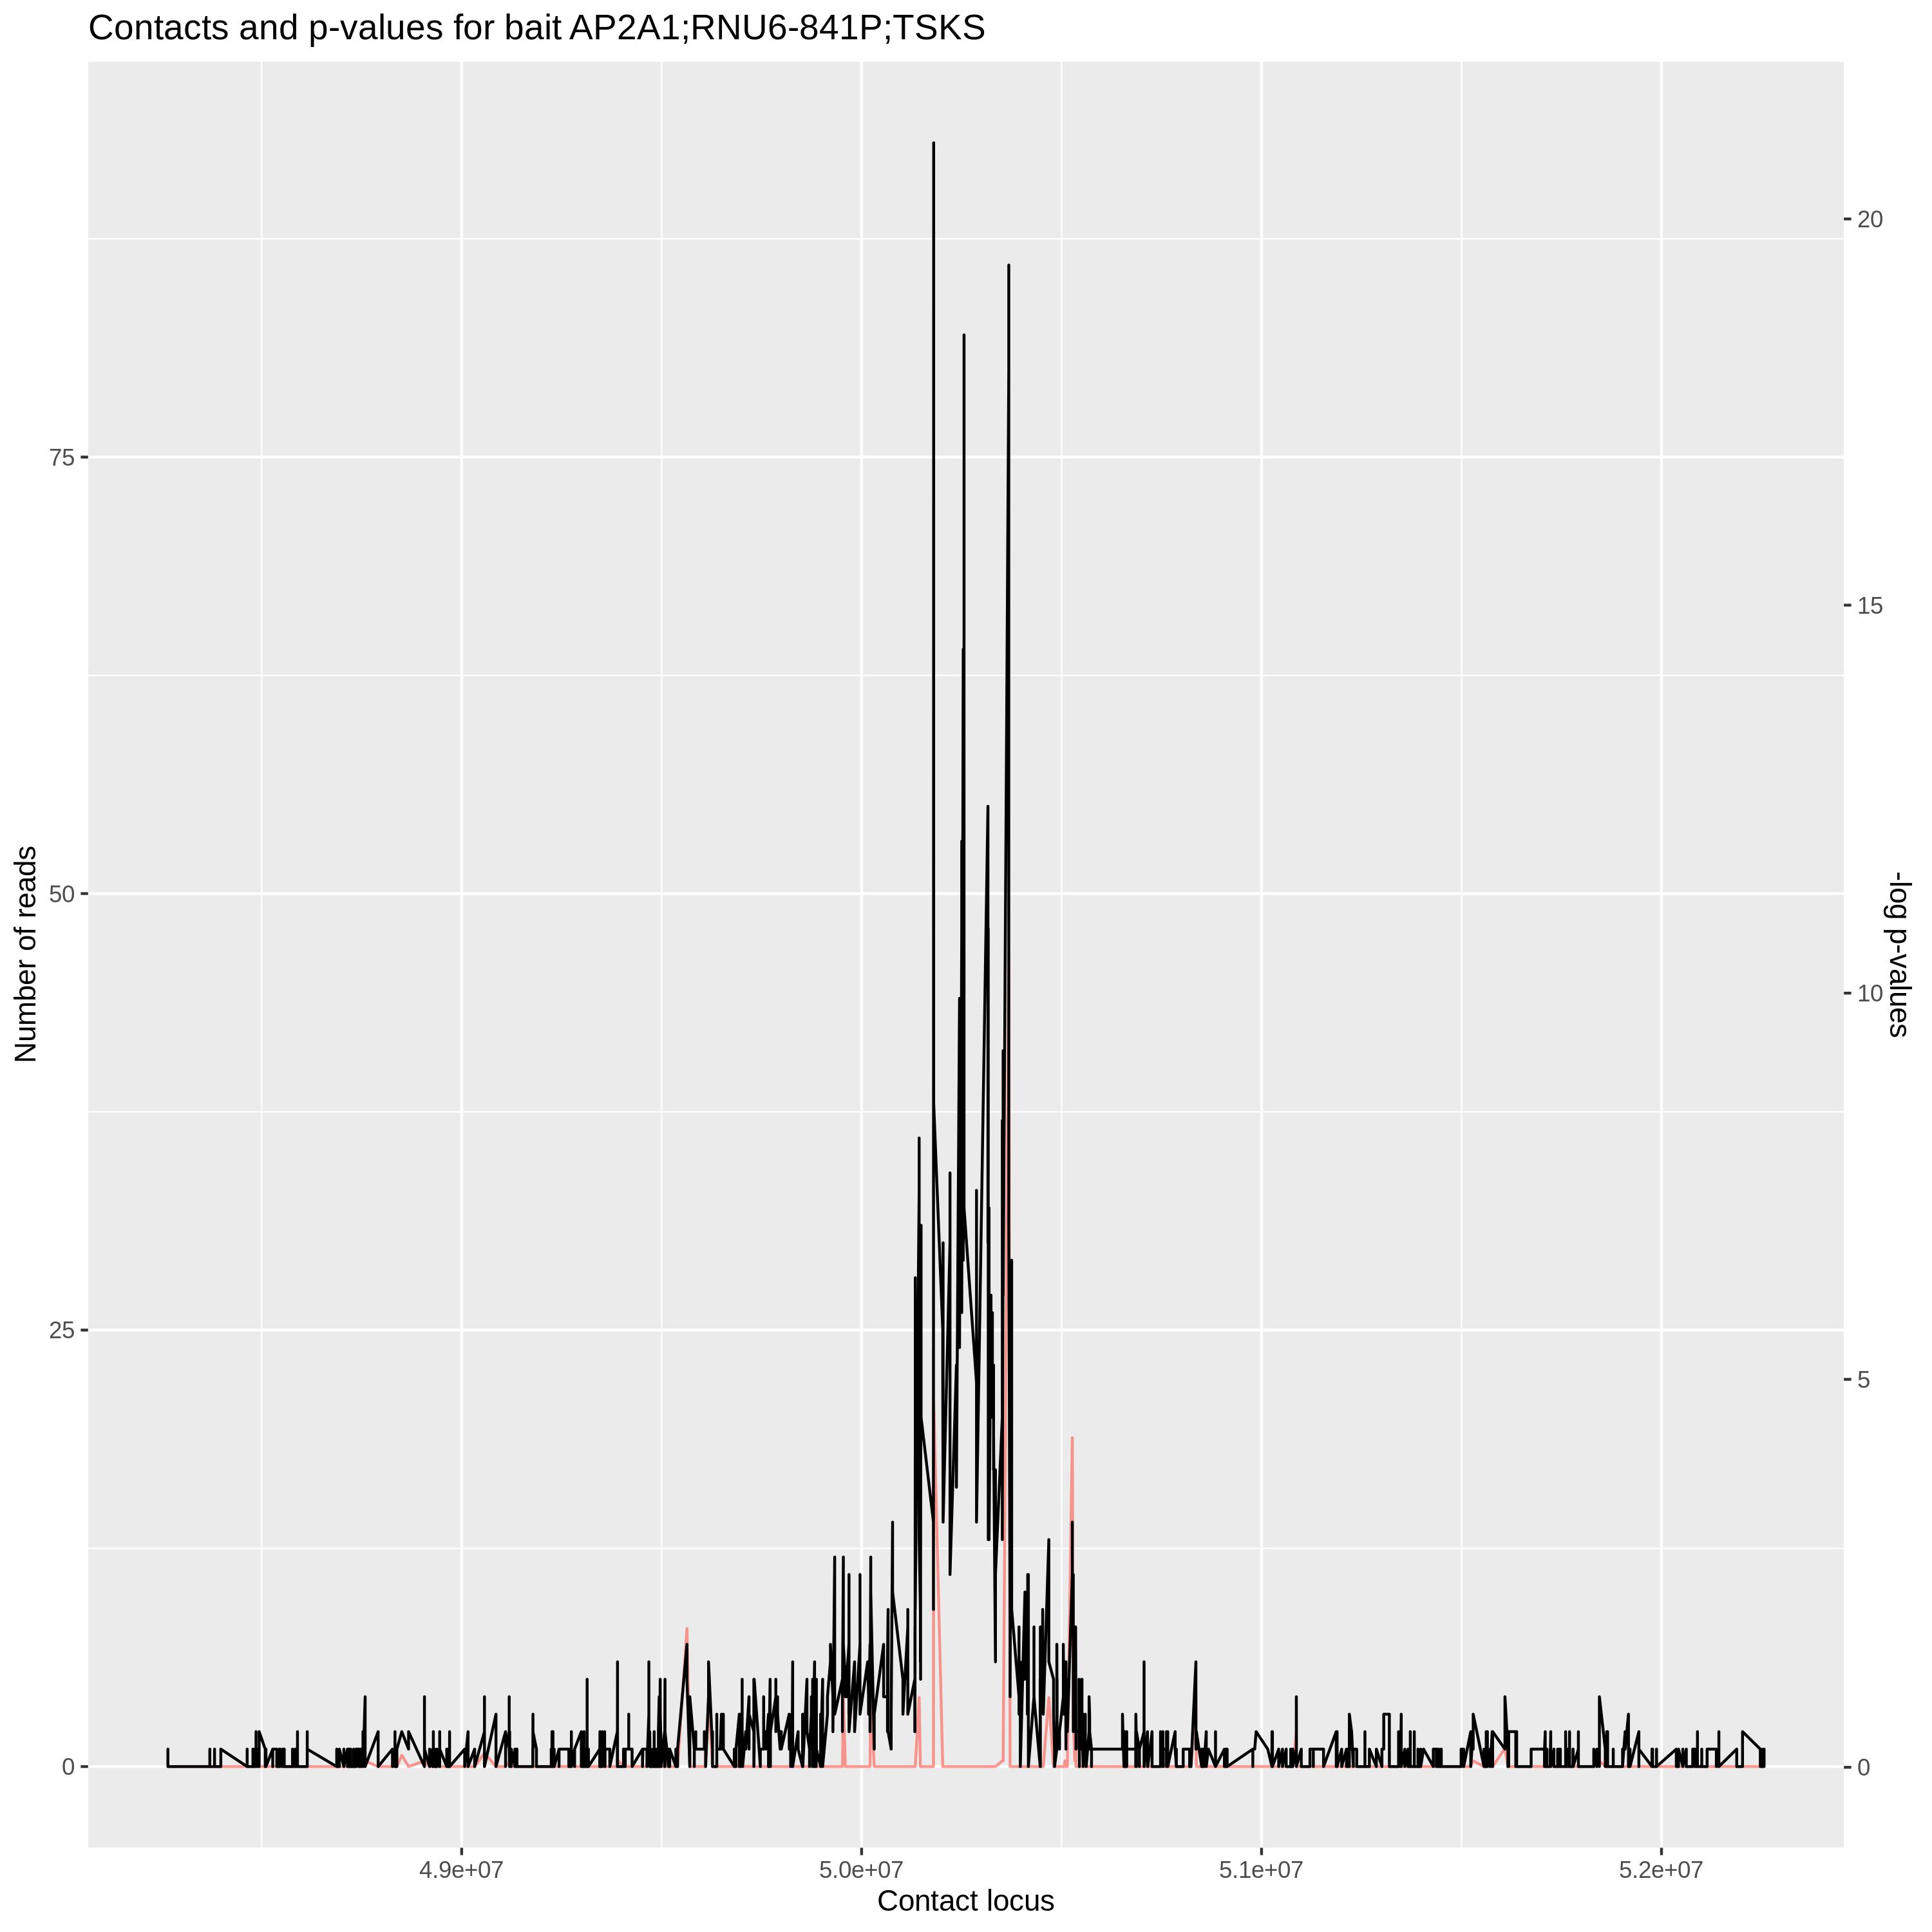 Contacts and p-values for bait AP2A1;RNU6-841P;TSKS
Number of reads
75
50
25
0
20
15
10
5
0
-log p-values
4.9e+07 5.0e+07 5.1e+07 5.2e+07
Contact locus